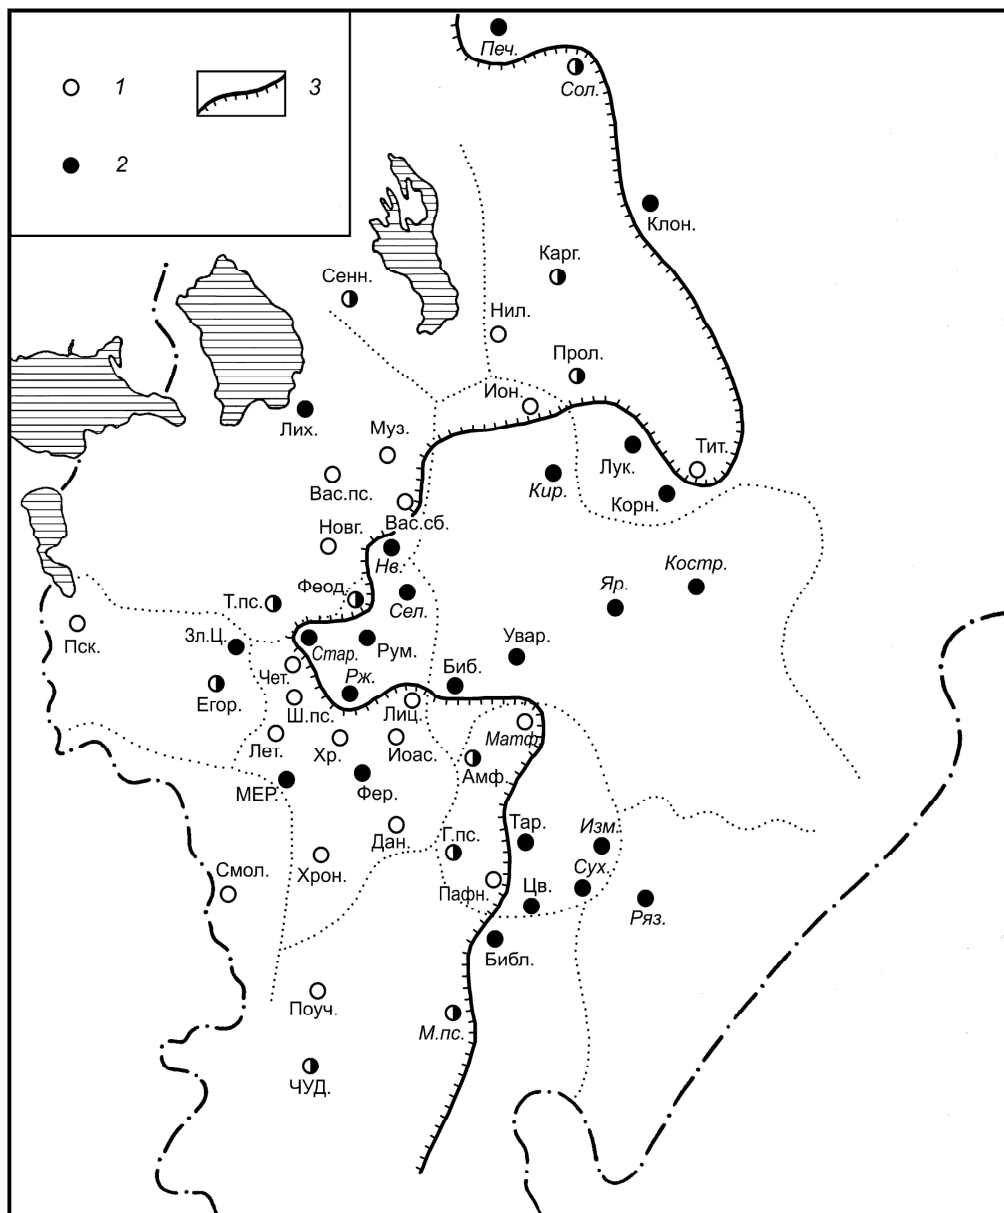 1
3
2
Печ.
Сол.
Клон.
Карг.
Сенн.
Нил.
Прол.
Ион.
Лих.
Муз.
Лук.
Тит.
Вас.пс.
Кир.
Корн.
Вас.сб.
Новг.
Нв.
Костр.
Яр.
Феод.
Сел.
Т.пс.
Пск.
Зл.Ц.
Стар.
Рум.
Увар.
Чет.
Рж.
Биб.
Егор.
Ш.пс.
Лиц.
Лет.
Хр.
Иоас.
Матф.
Амф.
МЕР.
Фер.
Дан.
Г.пс.
Тар.
Изм.
Хрон.
Смол.
Пафн.
Цв.
Сух.
Ряз.
Библ.
Поуч.
М.пс.
ЧУД.